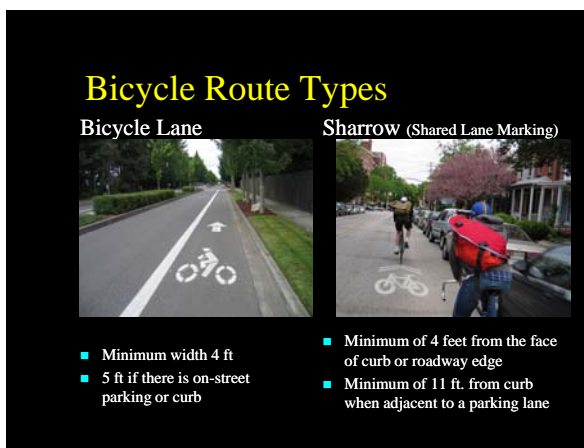 Bicycle Route Types
Bicycle Lane
Minimum width 4 ft
5 ft if there is on-street
parking or curb
Sharrow (Shared Lane Marking)
Minimum of 4 feet from the face
of curb or roadway edge
Minimum of 11 ft. from curb
when adjacent to a parking lane